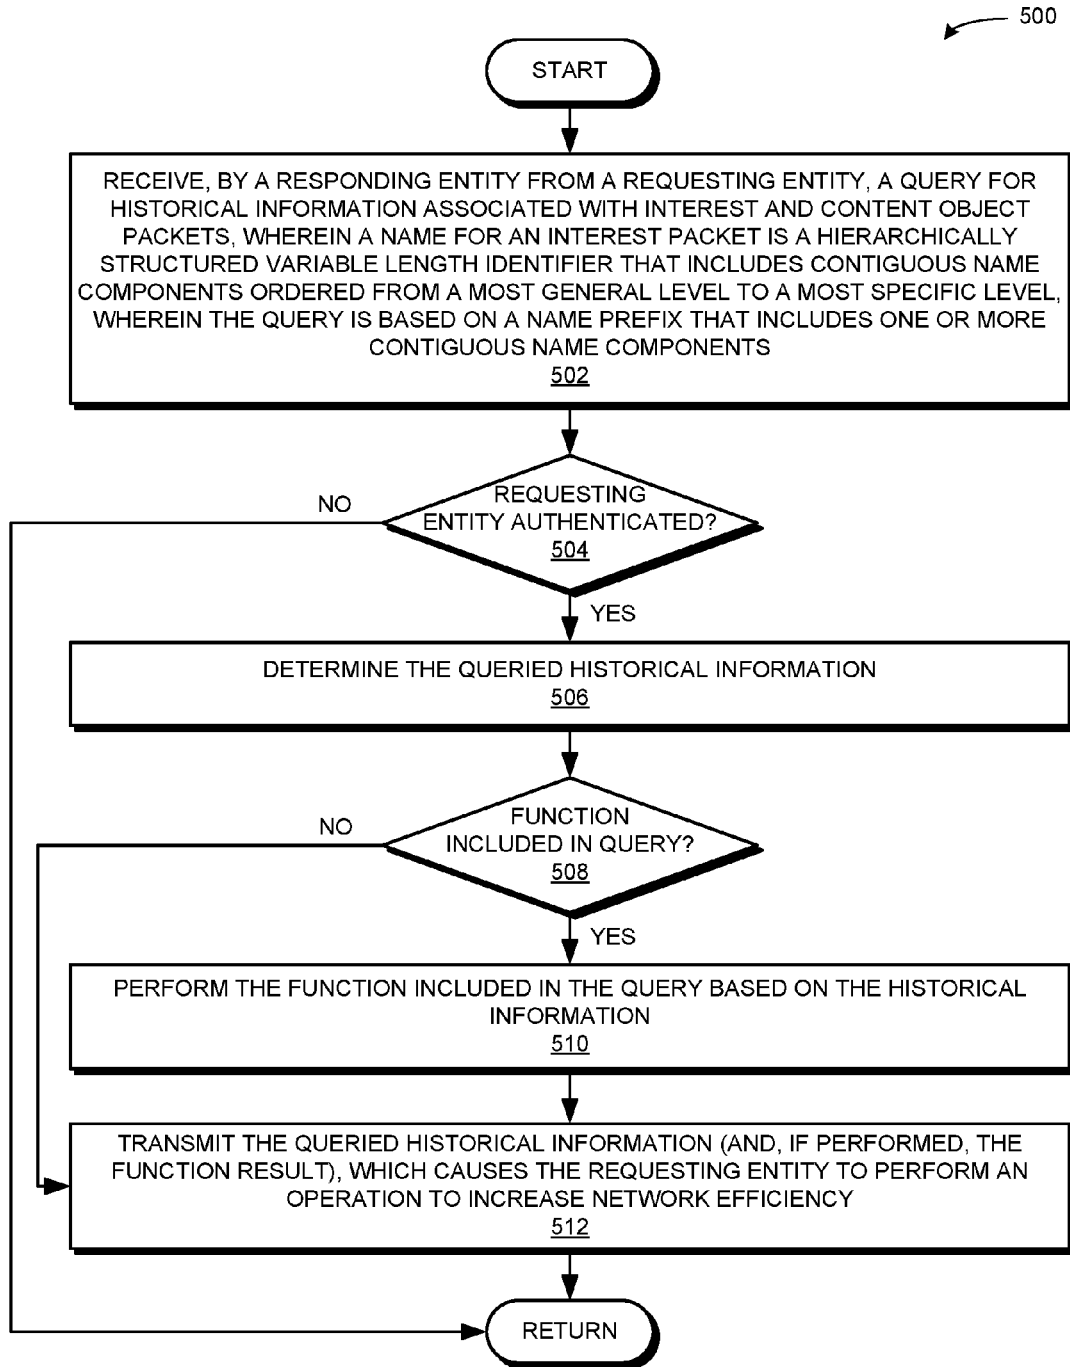 500
START
RECEIVE, BY A RESPONDING ENTITY FROM A REQUESTING ENTITY, A QUERY FOR
HISTORICAL INFORMATION ASSOCIATED WITH INTEREST AND CONTENT OBJECT
PACKETS, WHEREIN A NAME FOR AN INTEREST PACKET IS A HIERARCHICALLY
STRUCTURED VARIABLE LENGTH IDENTIFIER THAT INCLUDES CONTIGUOUS NAME
COMPONENTS ORDERED FROM A MOST GENERAL LEVEL TO A MOST SPECIFIC LEVEL,
WHEREIN THE QUERY IS BASED ON A NAME PREFIX THAT INCLUDES ONE OR MORE
CONTIGUOUS NAME COMPONENTS
502
REQUESTING
ENTITY AUTHENTICATED?
504
NO
YES
DETERMINE THE QUERIED HISTORICAL INFORMATION
506
FUNCTION
INCLUDED IN QUERY?
508
NO
YES
PERFORM THE FUNCTION INCLUDED IN THE QUERY BASED ON THE HISTORICAL
INFORMATION
510
TRANSMIT THE QUERIED HISTORICAL INFORMATION (AND, IF PERFORMED, THE
FUNCTION RESULT), WHICH CAUSES THE REQUESTING ENTITY TO PERFORM AN
OPERATION TO INCREASE NETWORK EFFICIENCY
512
RETURN